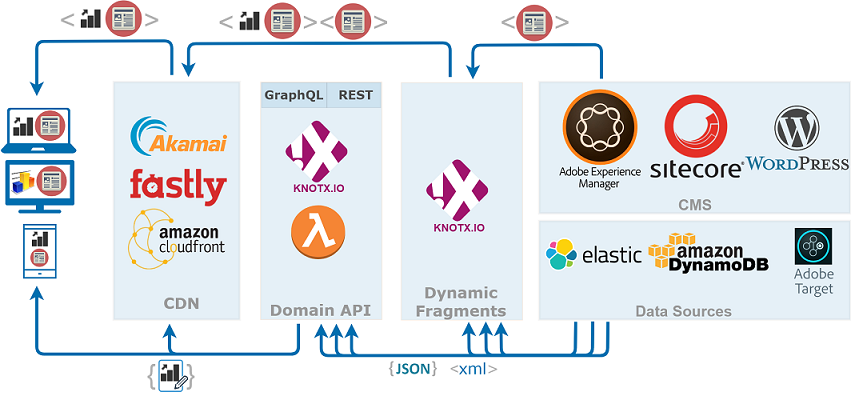 < >
< > < >
< >
GraphQL
REST
Akamai
fastly
amazon
cloudfront
CDN
KNOTX.IO
λ
Domain API
KNOTX.IO
Dynamic
Fragments
Adobe Experience
Manager
SITECORE®
WORDPRESS
CMS
elastic
amazon
DynamoDB
Adobe
Target
Data Sources
{ }
{JSON} <xml>